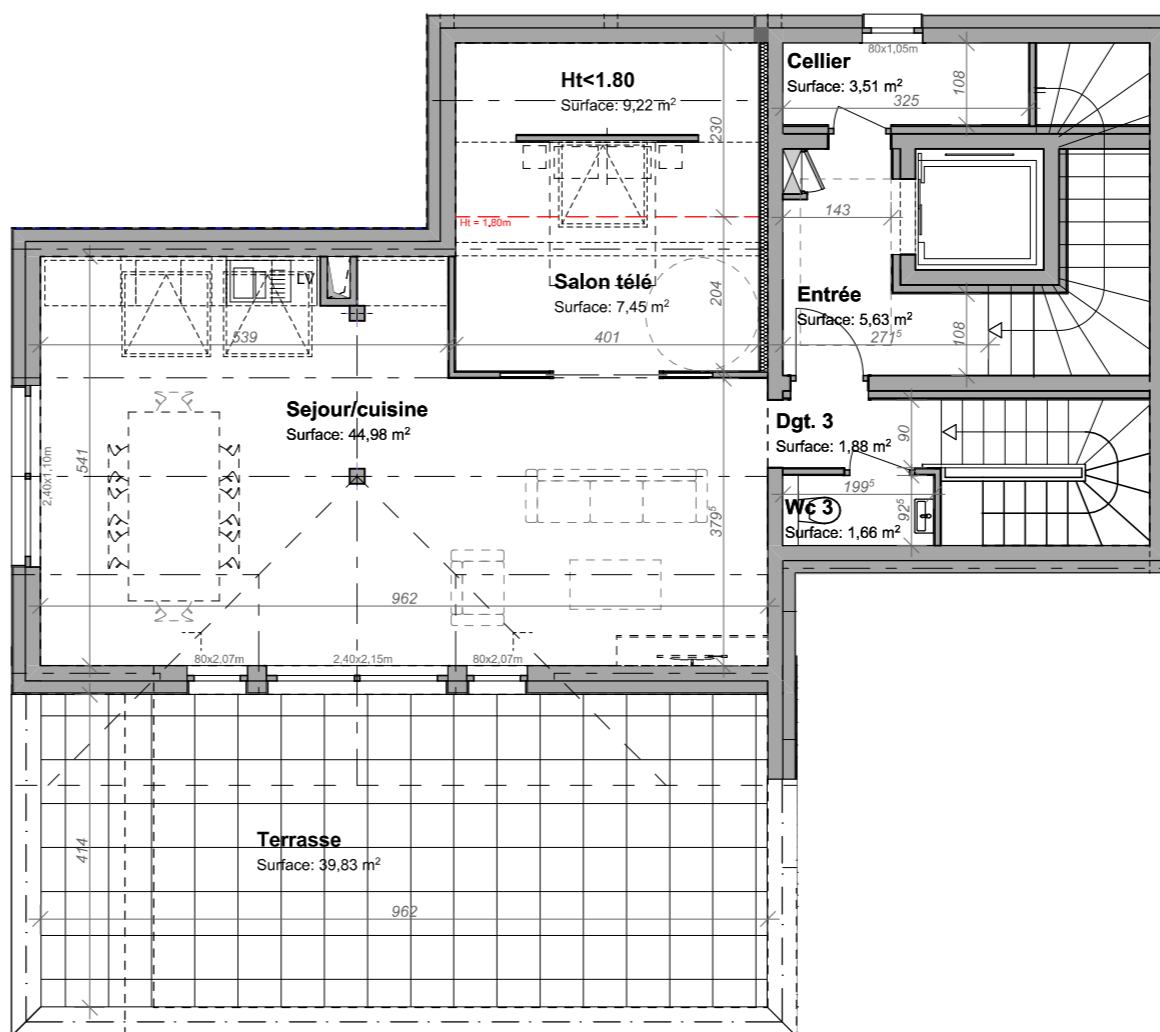 80x1,05m
Cellier
Surface: 3,51 m²
325
108
Ht<1.80
Surface: 9,22 m²
230
Ht = 1,80m
143
Salon télé
Surface: 7,45 m²
204
Entrée
Surface: 5,63 m²
271⁵
108
LV
539
401
Sejour/cuisine
Surface: 44,98 m²
Dgt. 3
Surface: 1,88 m²
90
541
2,40x1,10m
379⁵
199⁵
Wc 3
Surface: 1,66 m²
92⁵
962
80x2,07m
2,40x2,15m
80x2,07m
Terrasse
Surface: 39,83 m²
414
962